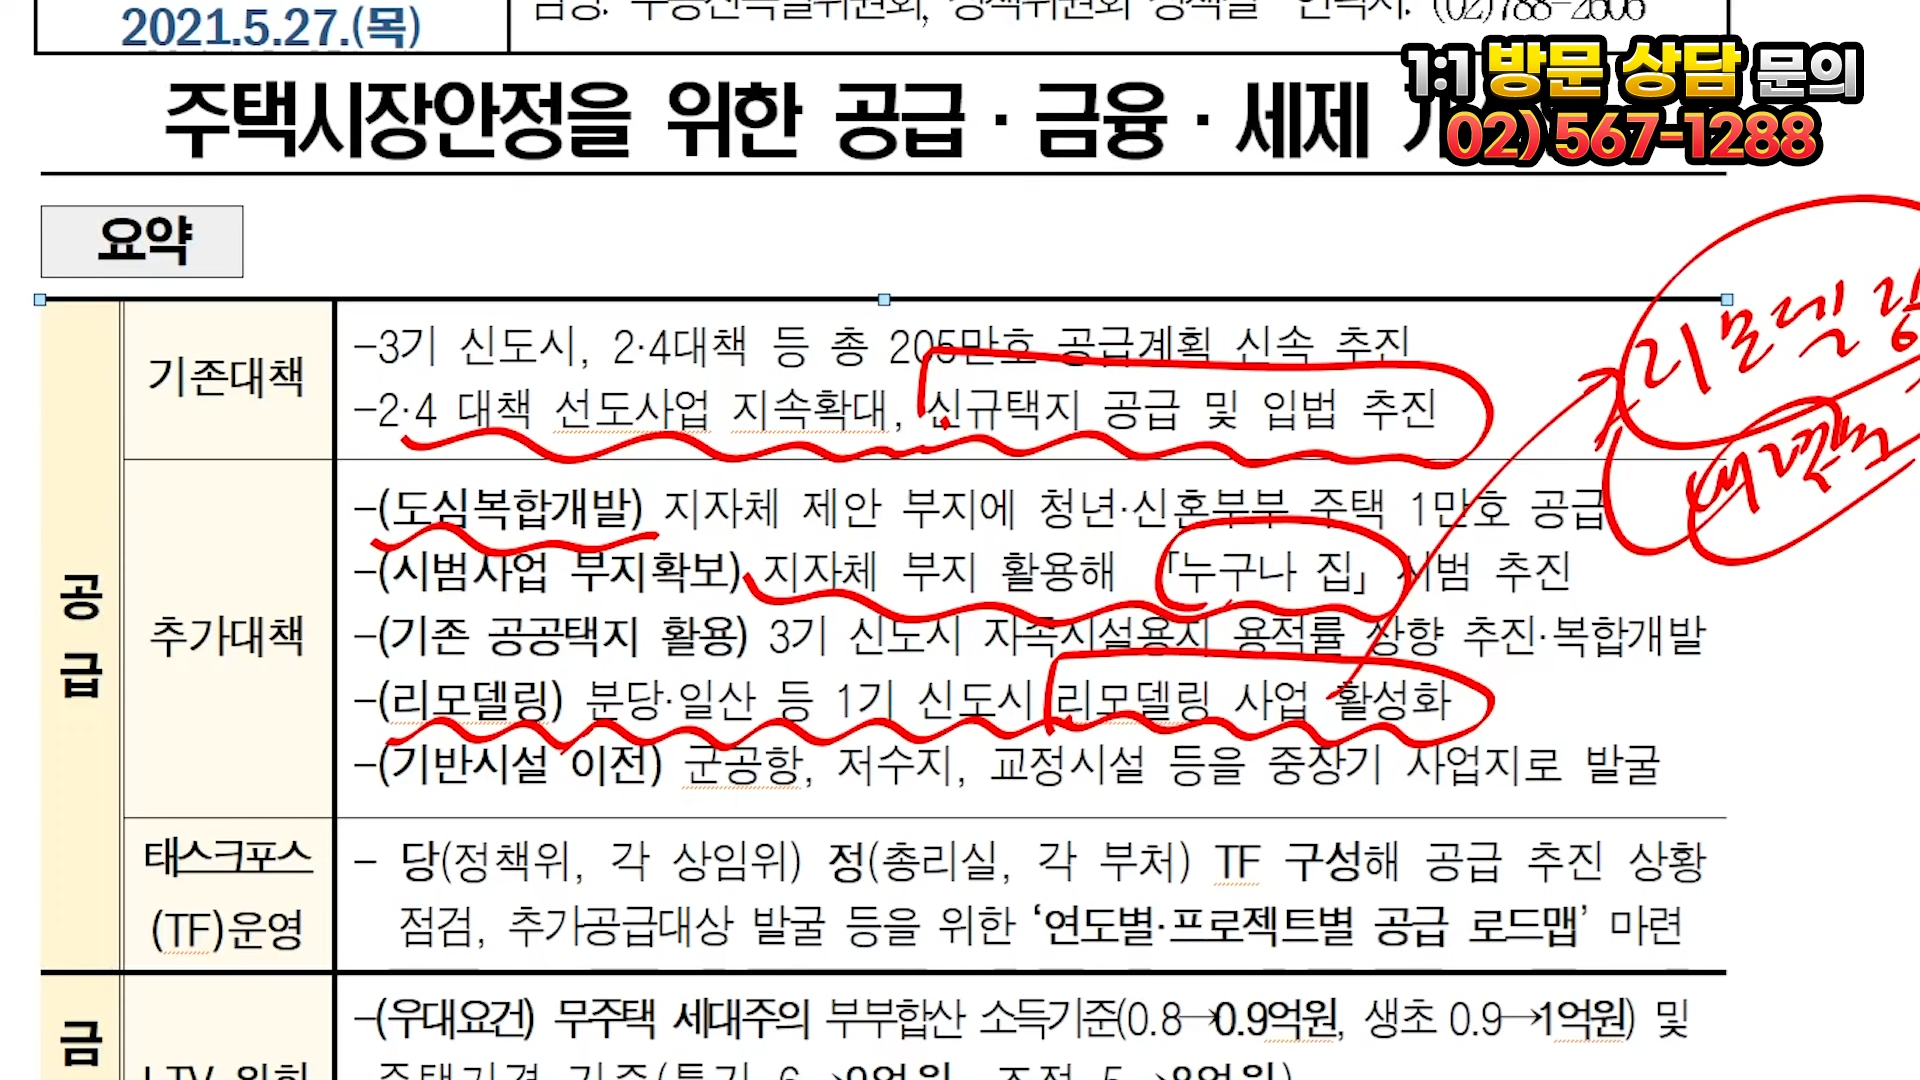 2021.5.27.(목)
02)788-2606
1:1 방문 상담 문의
02) 567-1288
주택시장안정을 위한 공급·금융·세제
요약
공급
기존대책
-3기 신도시, 2·4대책 등 총 205만호 공급계획 신속 추진
-2·4 대책 선도사업 지속확대, 신규택지 공급 및 입법 추진
리모델링
추가대책
-(도심복합개발) 지자체 제안 부지에 청년·신혼부부 주택 1만호 공급
-(시범사업 부지확보) 지자체 부지 활용해 「누구나 집」 시범 추진
-(기존 공공택지 활용) 3기 신도시 자족시설용지 용적률 상향 추진·복합개발
-(리모델링) 분당·일산 등 1기 신도시 리모델링 사업 활성화
-(기반시설 이전) 군공항, 저수지, 교정시설 등을 중장기 사업지로 발굴
태스크포스
(TF)운영
- 당(정책위, 각 상임위) 정(총리실, 각 부처) TF 구성해 공급 추진 상황
점검, 추가공급대상 발굴 등을 위한 ‘연도별·프로젝트별 공급 로드맵’ 마련
금
-(우대요건) 무주택 세대주의 부부합산 소득기준(0.8→0.9억원, 생초 0.9→1억원) 및